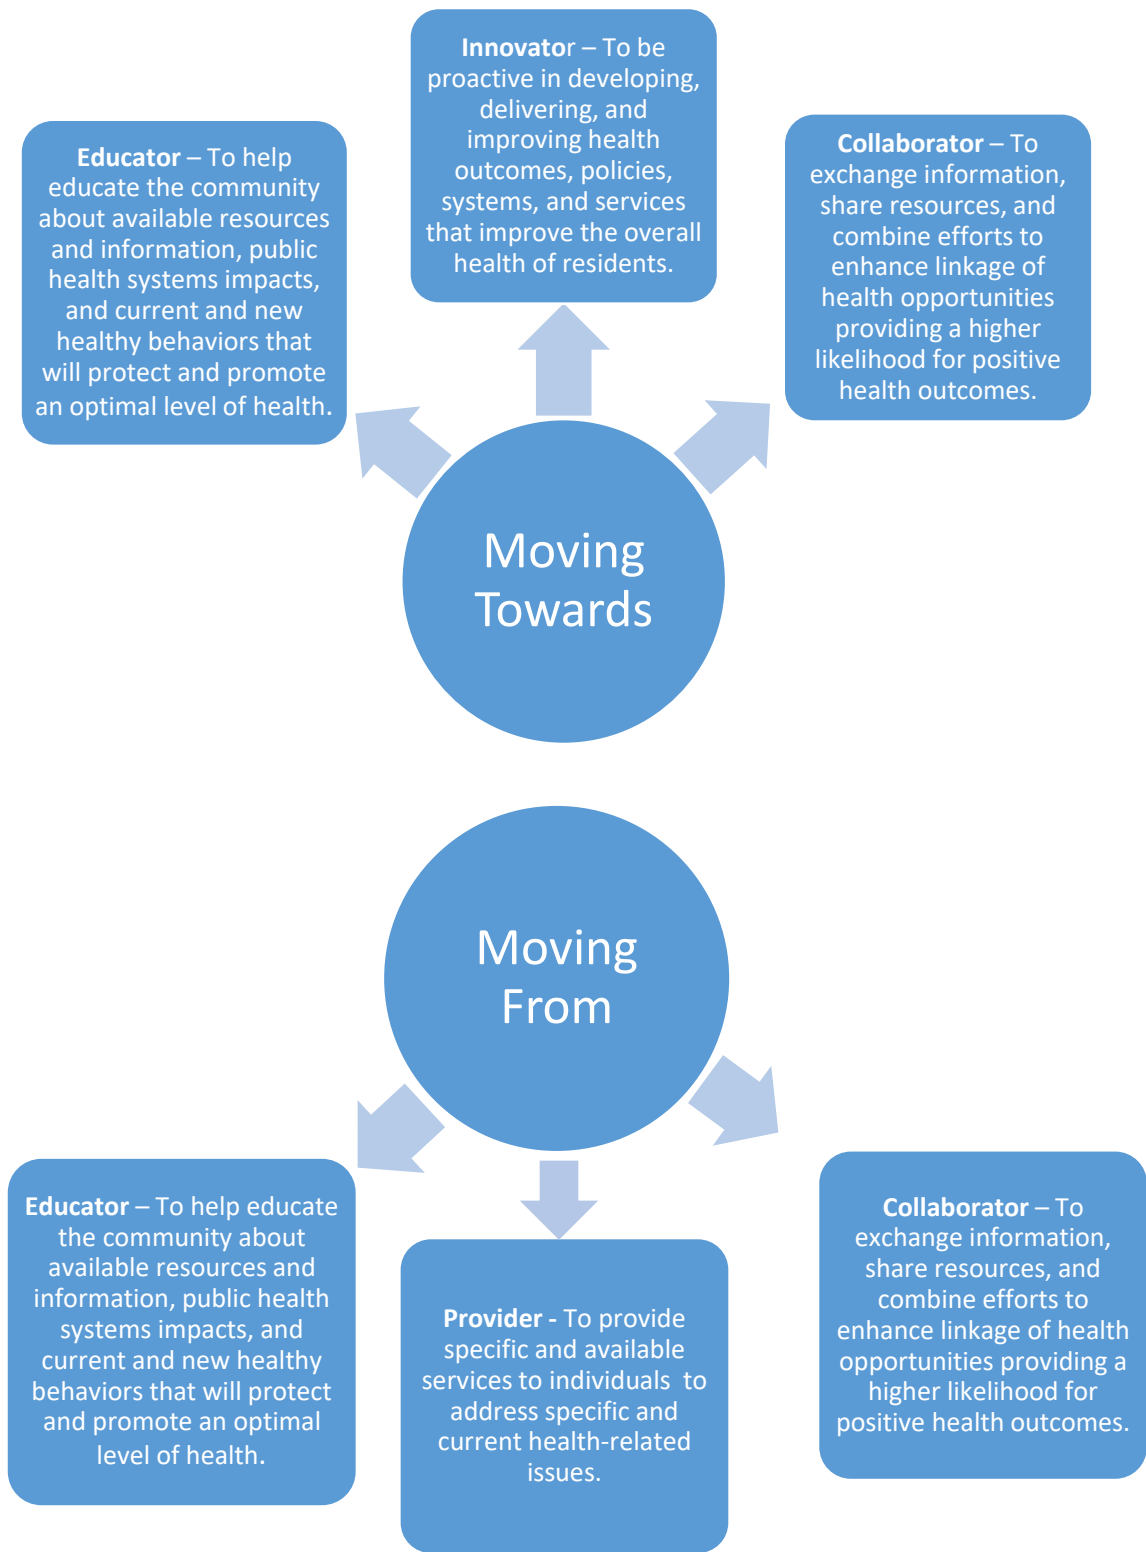 Innovator – To be
proactive in developing,
delivering, and
improving health
outcomes, policies,
systems, and services
that improve the overall
health of residents.
Educator – To help
educate the community
about available resources
and information, public
health systems impacts,
and current and new
healthy behaviors that
will protect and promote
an optimal level of health.
Collaborator – To
exchange information,
share resources, and
combine efforts to
enhance linkage of
health opportunities
providing a higher
likelihood for positive
health outcomes.
Moving
Towards
Moving
From
Educator – To help educate
the community about
available resources and
information, public health
systems impacts, and
current and new healthy
behaviors that will protect
and promote an optimal
level of health.
Provider - To provide
specific and available
services to individuals  to
address specific and
current health-related
issues.
Collaborator – To
exchange information,
share resources, and
combine efforts to
enhance linkage of health
opportunities providing a
higher likelihood for
positive health outcomes.